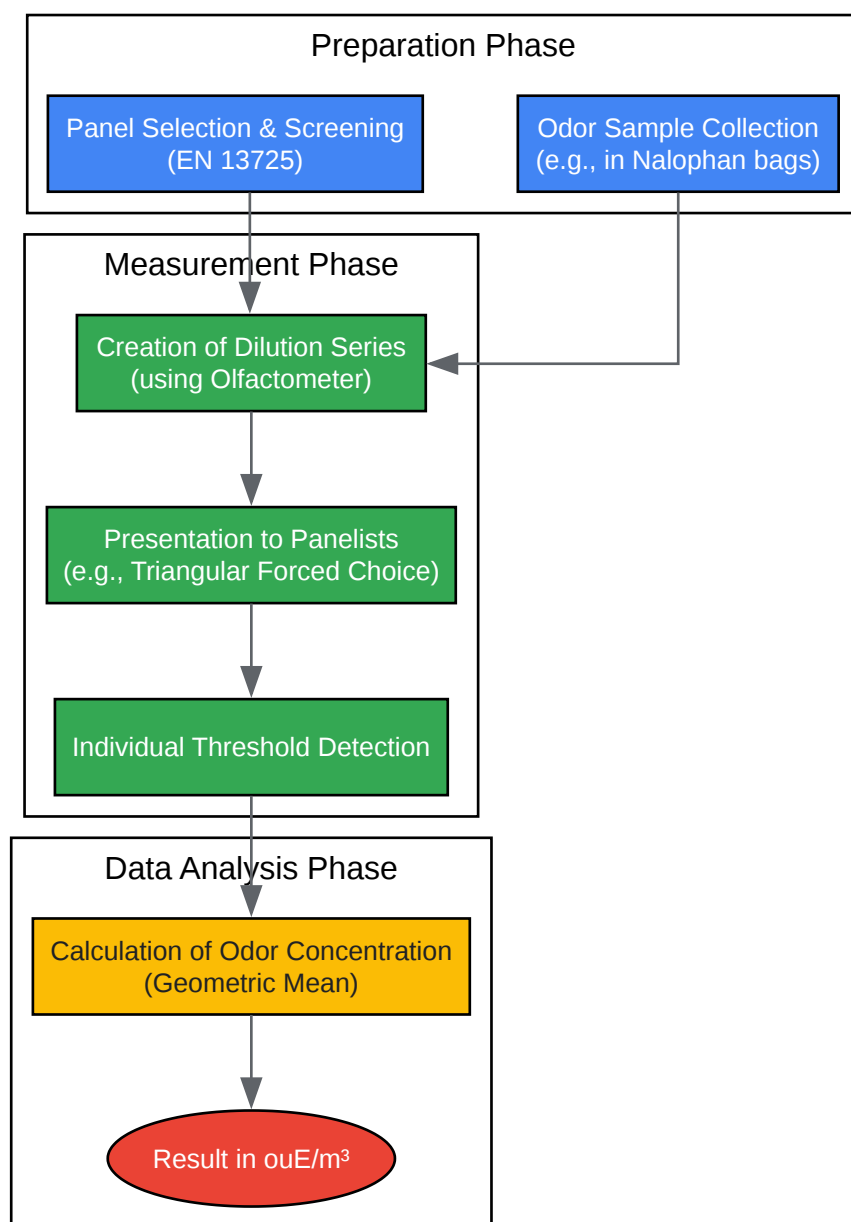 Preparation Phase
Panel Selection & Screening
(EN 13725)
Odor Sample Collection
(e.g., in Nalophan bags)
Measurement Phase
Creation of Dilution Series
(using Olfactometer)
Presentation to Panelists
(e.g., Triangular Forced Choice)
Individual Threshold Detection
Data Analysis Phase
Calculation of Odor Concentration
(Geometric Mean)
Result in ouE/m³